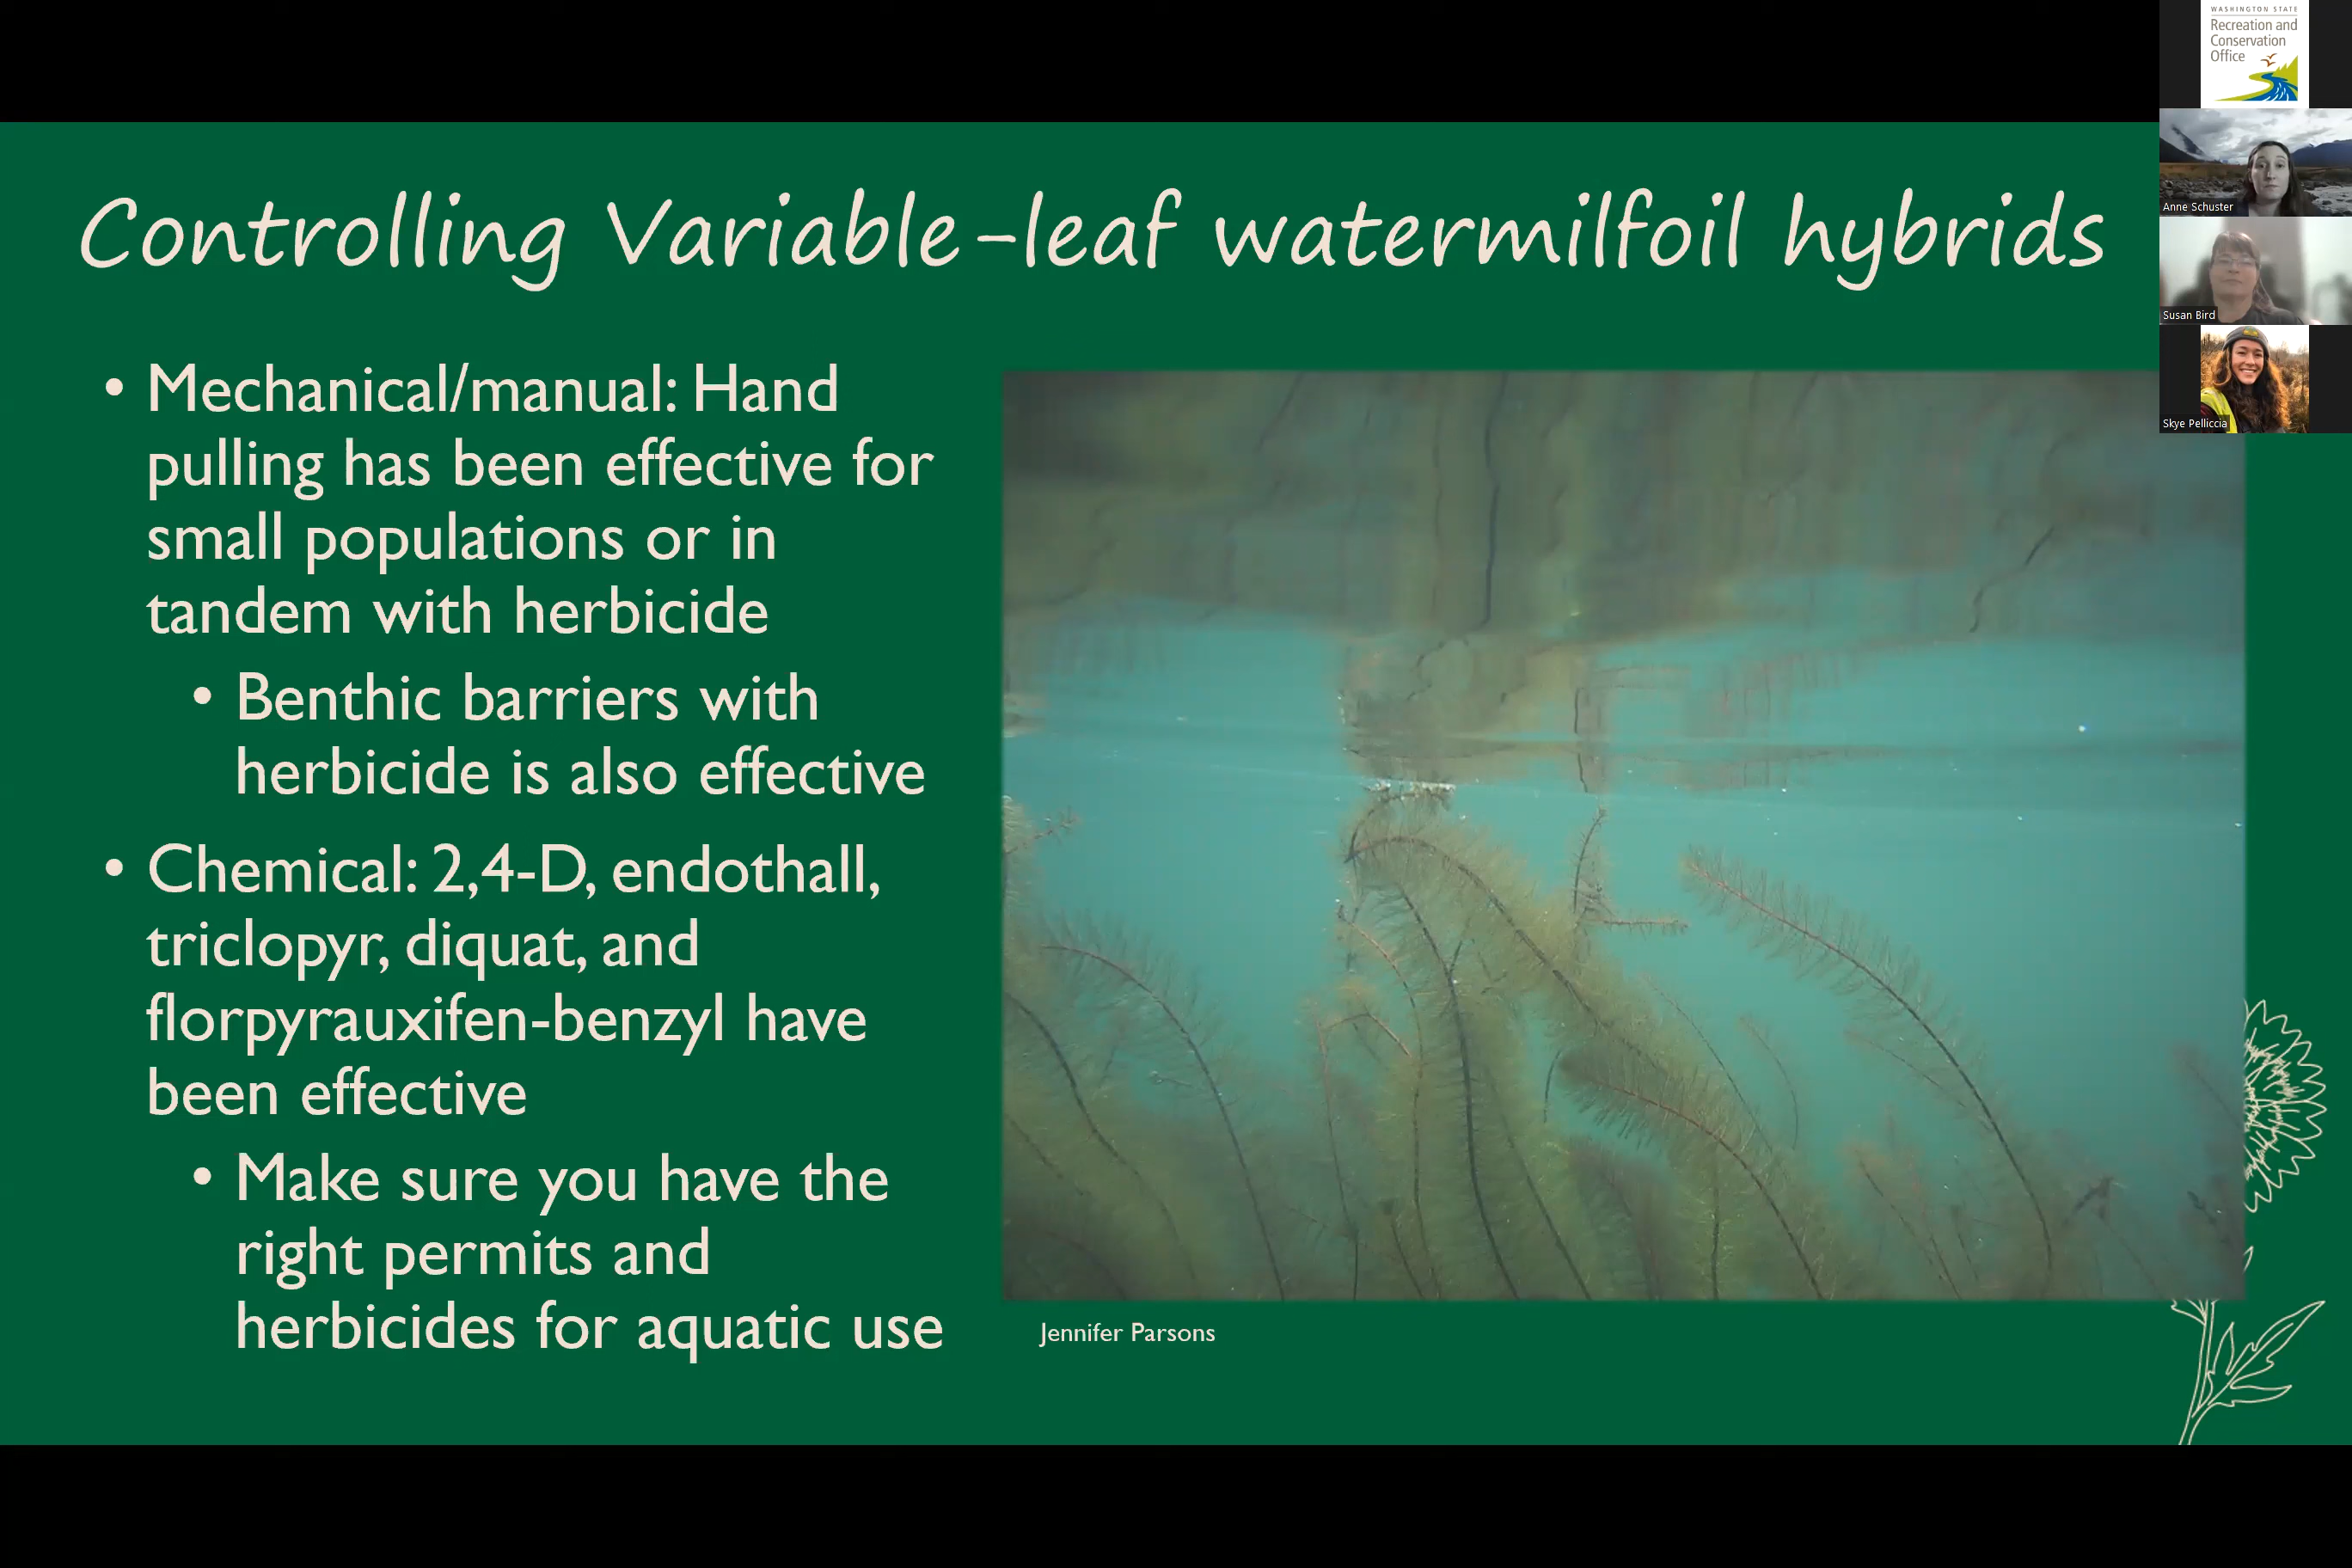 WASHINGTON STATE
Recreation and
Conservation
Office
Anne Schuster
Susan Bird
Skye Pelliccia
Controlling Variable-leaf watermilfoil hybrids
• Mechanical/manual: Hand
pulling has been effective for
small populations or in
tandem with herbicide
• Benthic barriers with
herbicide is also effective
• Chemical: 2,4-D, endothall,
triclopyr, diquat, and
florpyrauxifen-benzyl have
been effective
• Make sure you have the
right permits and
herbicides for aquatic use
Jennifer Parsons